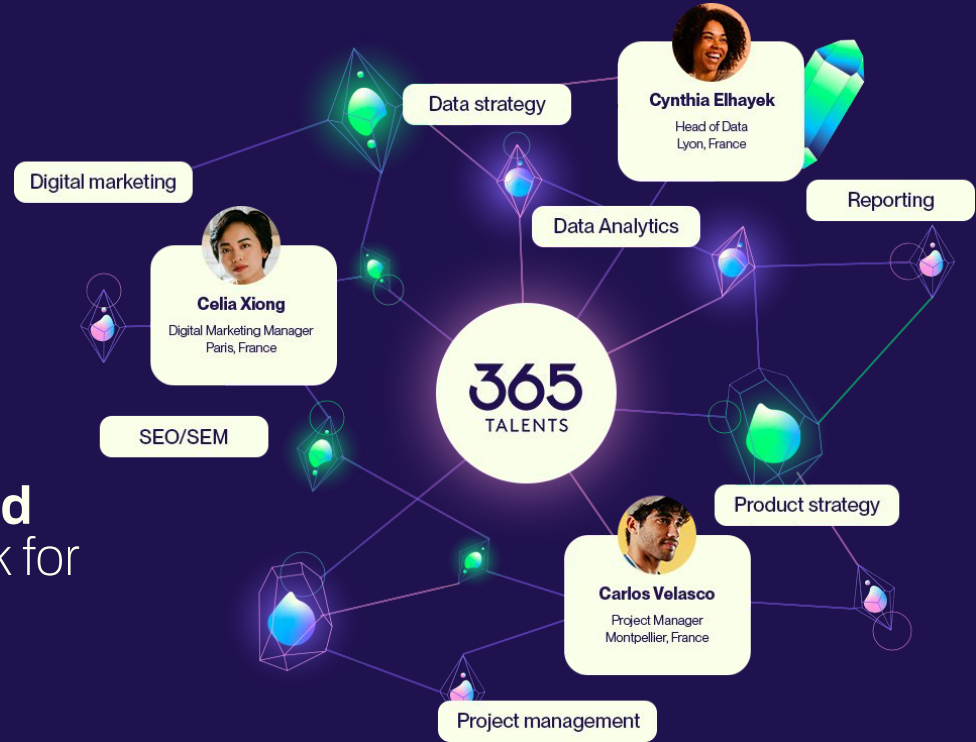 Data strategy
Cynthia Elhayek
Head of Data
Lyon, France
Digital marketing
Reporting
Data Analytics
Celia Xiong
Digital Marketing Manager
Paris, France
365
TALENTS
SEO/SEM
Product strategy
for
Carlos Velasco
Project Manager
Montpellier, France
Project management